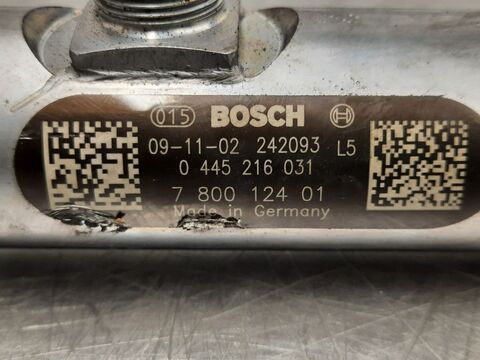 015 BOSCH
09-11-02 242093 L5
0 445 216 031
7 800 124 01
Made in Germany